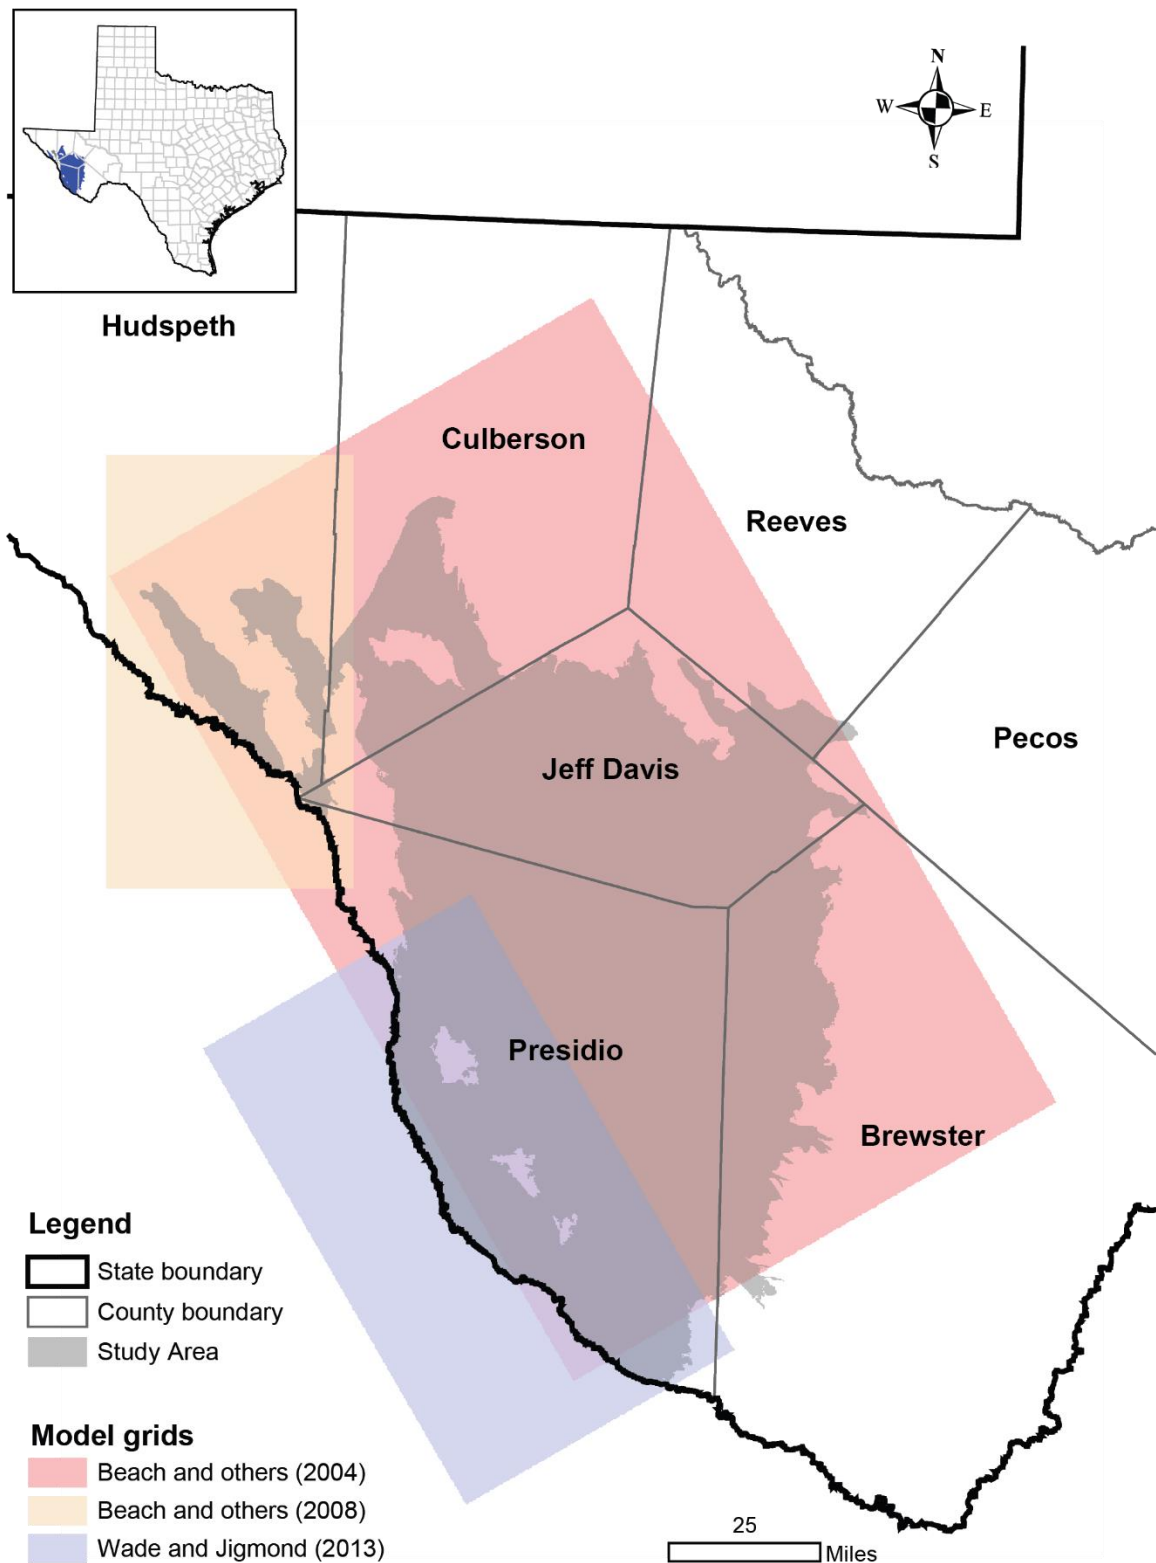 N
W
E
S
Hudspeth
Culberson
Reeves
Pecos
Jeff Davis
Presidio
Brewster
Legend
State boundary
County boundary
Study Area
Model grids
Beach and others (2004)
Beach and others (2008)
Wade and Jigmond (2013)
25
Miles